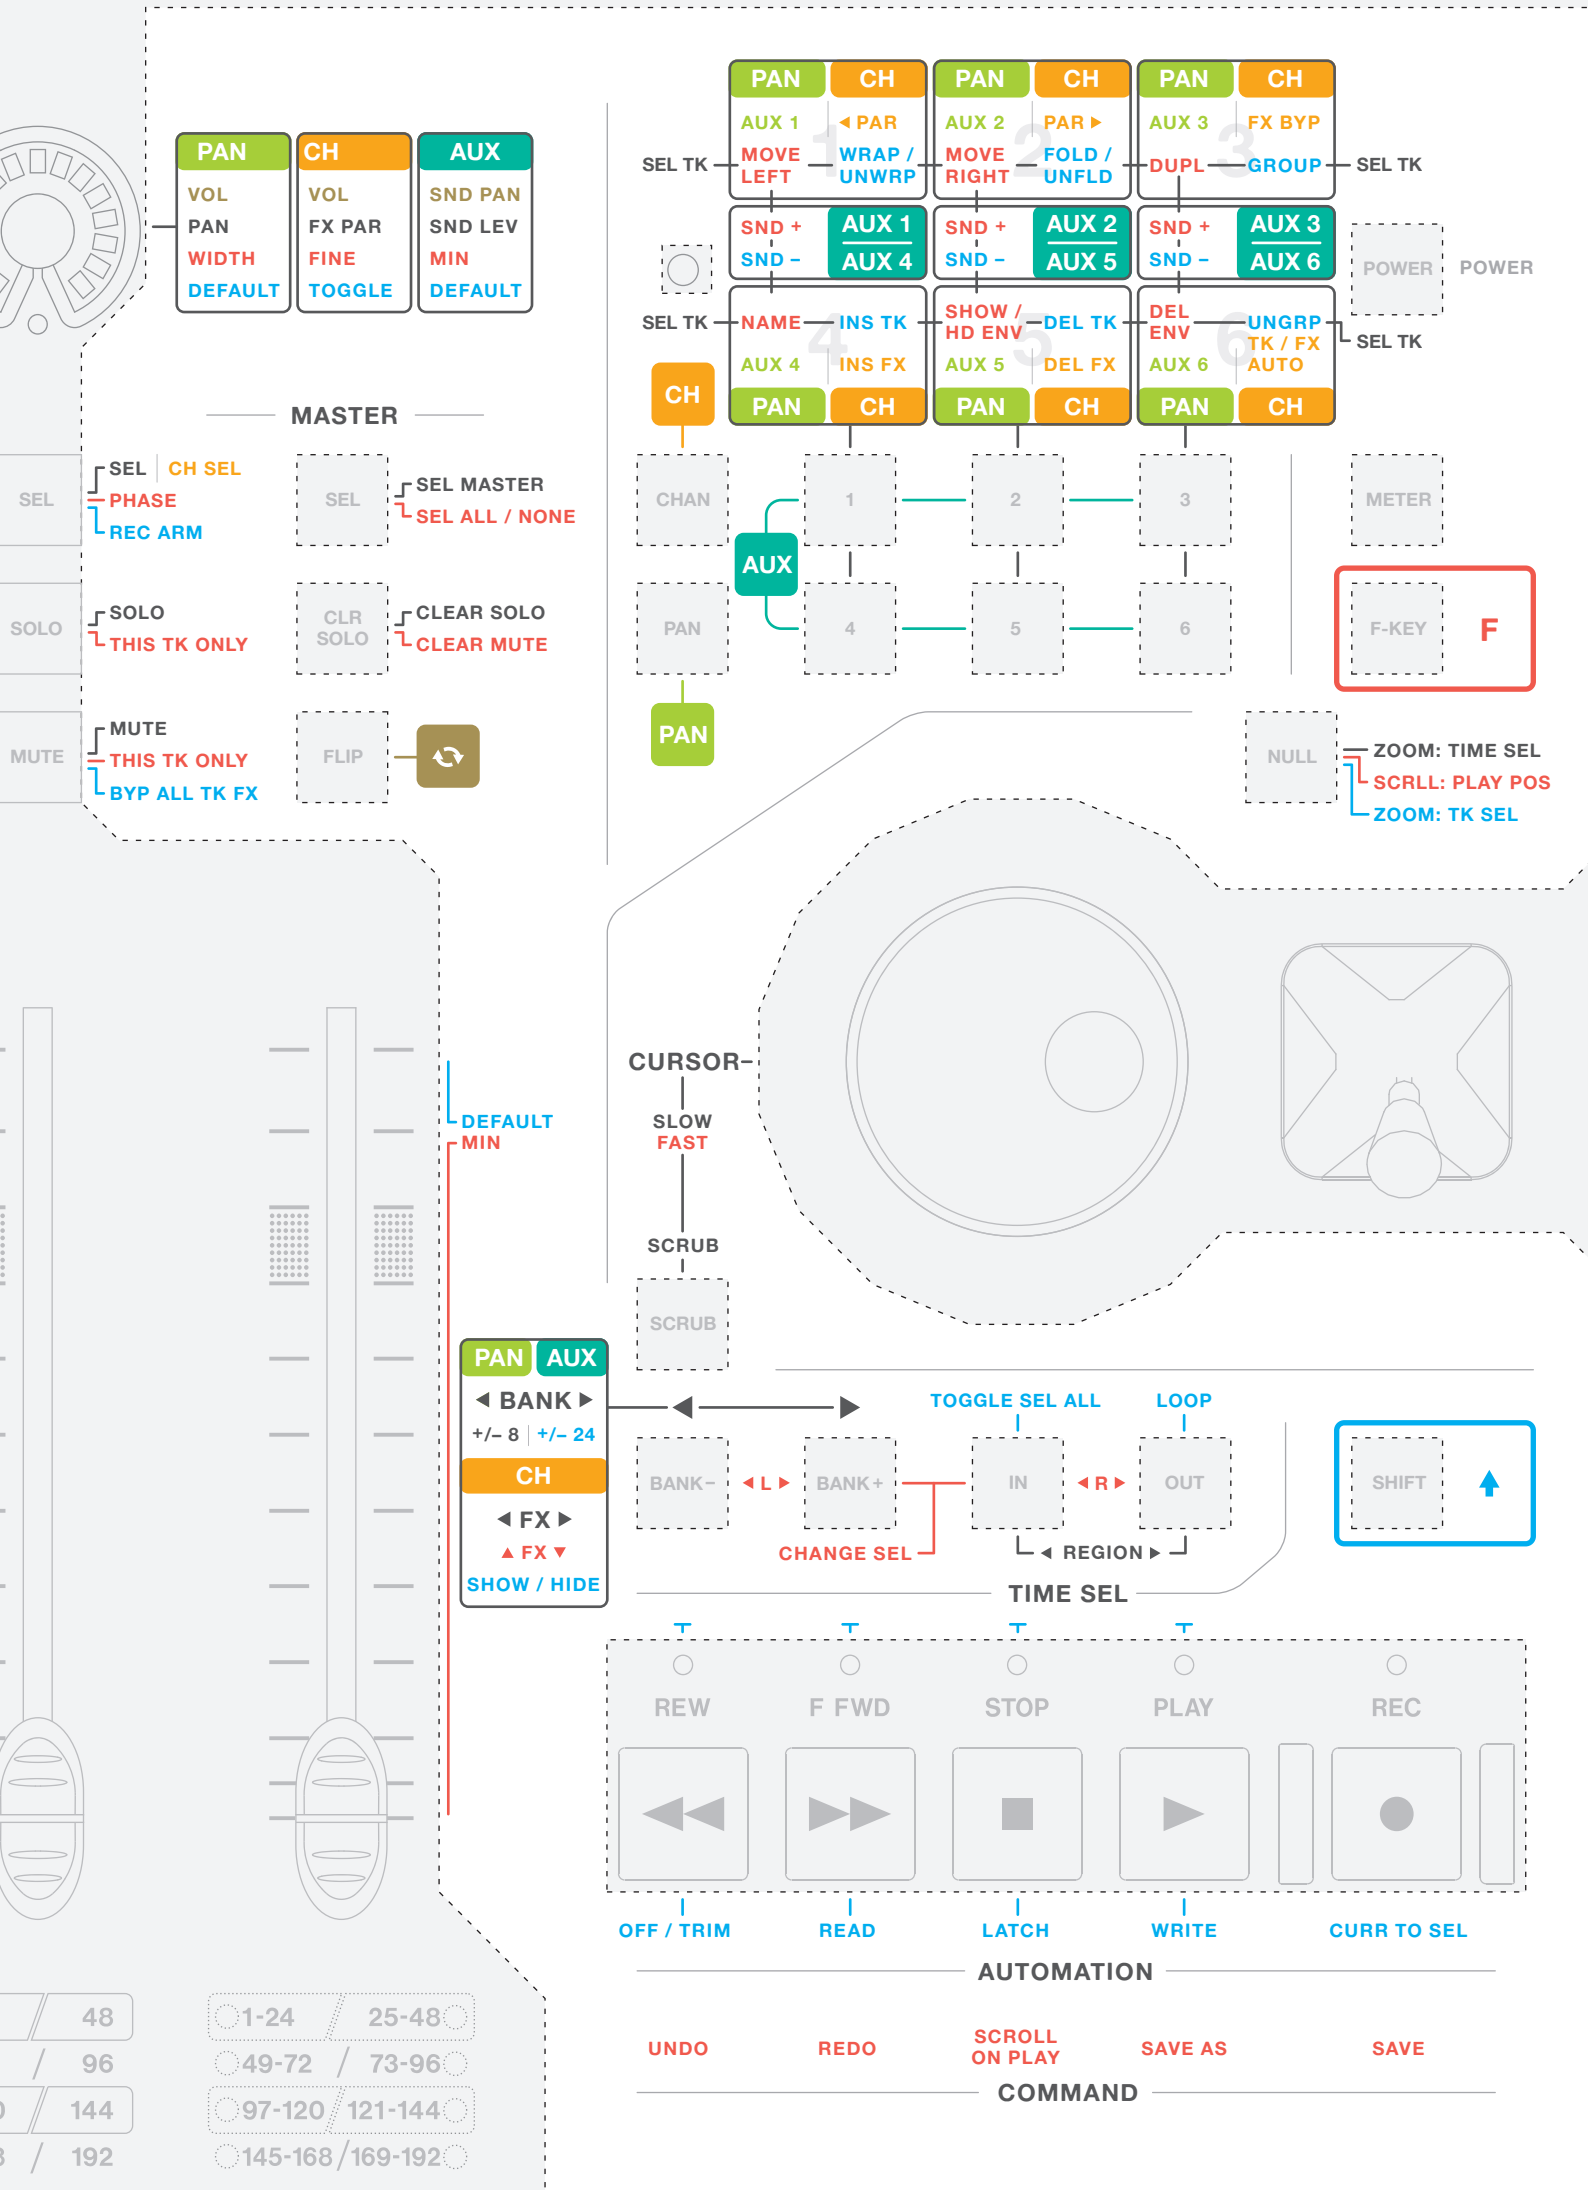 PAN CH PAN CH PAN CH
AUX 1 ◄ PAR AUX 2 PAR ► AUX 3 FX BYP
1 2 3
SEL TK MOVE LEFT WRAP / UNWRP MOVE RIGHT FOLD / UNFLD DUPL GROUP SEL TK
SND + AUX 1 SND + AUX 2 SND + AUX 3
SND – AUX 4 SND – AUX 5 SND – AUX 6
POWER POWER
SEL TK NAME INS TK SHOW / HD ENV DEL TK DEL ENV UNGRP SEL TK
4 5 6
AUX 4 INS FX AUX 5 DEL FX AUX 6 TK / FX AUTO
PAN CH PAN CH PAN CH
PAN CH AUX
VOL VOL SND PAN
PAN FX PAR SND LEV
WIDTH FINE MIN
DEFAULT TOGGLE DEFAULT
MASTER
CH
SEL
SEL CH SEL
PHASE
REC ARM
SEL
SEL MASTER
SEL ALL / NONE
CHAN 1 2 3 METER
AUX
SOLO
SOLO
THIS TK ONLY
CLR
SOLO
CLEAR SOLO
CLEAR MUTE
PAN 4 5 6 F-KEY F
PAN
MUTE
MUTE
THIS TK ONLY
BYP ALL TK FX
FLIP
NULL
ZOOM: TIME SEL
SCRLL: PLAY POS
ZOOM: TK SEL
CURSOR
SLOW
FAST
DEFAULT
MIN
SCRUB
SCRUB
PAN AUX
◄ BANK ►
+/– 8 +/– 24
CH
◄ FX ►
▲ FX ▼
SHOW / HIDE
TOGGLE SEL ALL LOOP
BANK– ◄ L ► BANK+ IN ◄ R ► OUT SHIFT
CHANGE SEL ◄ REGION ►
TIME SEL
REW F FWD STOP PLAY REC
OFF / TRIM READ LATCH WRITE CURR TO SEL
AUTOMATION
UNDO REDO SCROLL ON PLAY SAVE AS SAVE
COMMAND
/ 48 1-24 / 25-48
/ 96 49-72 / 73-96
/ 144 97-120 / 121-144
/ 192 145-168 / 169-192